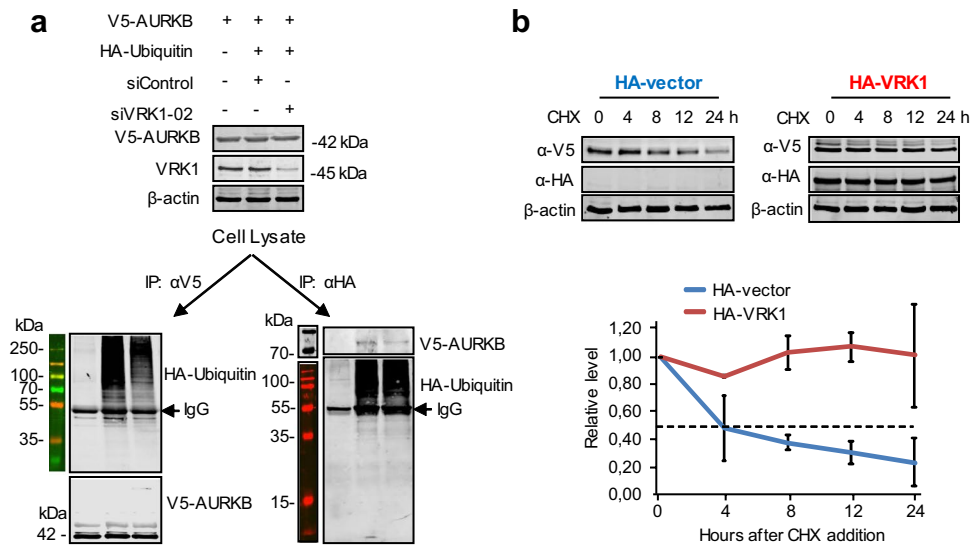 a
V5-AURKB + + +
HA-Ubiquitin - + +
siControl - + -
siVRK1-02 - - +
V5-AURKB -42 kDa
VRK1 -45 kDa
β-actin
Cell Lysate
IP: αV5 IP: αHA
kDa
250-
100-
70-
55-
35-
HA-Ubiquitin
IgG
kDa
42 -
V5-AURKB
kDa
70-
V5-AURKB
100-
55-
35-
15-
HA-Ubiquitin
IgG
b
HA-vector HA-VRK1
CHX 0 4 8 12 24 h CHX 0 4 8 12 24 h
α-V5 α-V5
α-HA α-HA
β-actin β-actin
HA-vector
HA-VRK1
Relative level
1,20
1,00
0,80
0,60
0,40
0,20
0,00
0 4 8 12 24
Hours after CHX addition